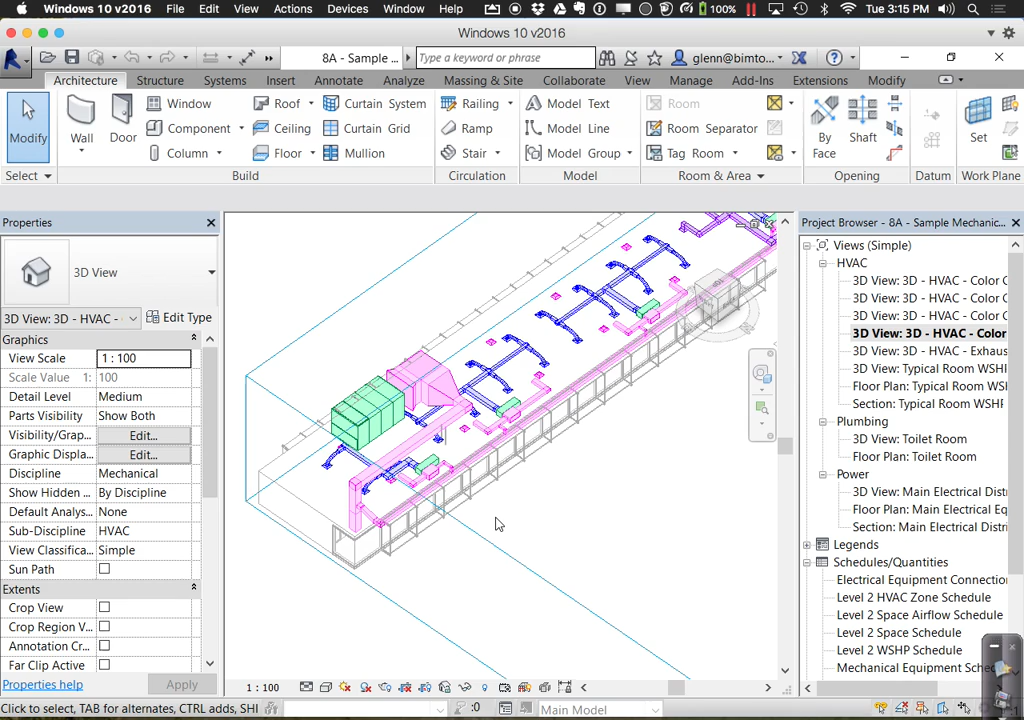 Windows 10 v2016 File Edit View Actions Devices Window Help 100% Tue 3:15 PM
Windows 10 v2016
8A - Sample ... Type a keyword or phrase glenn@bimto...
Architecture Structure Systems Insert Annotate Analyze Massing & Site Collaborate View Manage Add-Ins Extensions Modify
Modify
Select
Wall
Door
Window
Component
Column
Roof
Ceiling
Floor
Curtain System
Curtain Grid
Mullion
Build
Railing
Ramp
Stair
Circulation
Model Text
Model Line
Model Group
Model
Room
Room Separator
Tag Room
Room & Area
By
Face
Shaft
Opening
Datum
Set
Work Plane
Properties
3D View
3D View: 3D - HVAC -
Edit Type
Graphics
View Scale 1 : 100
Scale Value 1: 100
Detail Level Medium
Parts Visibility Show Both
Visibility/Grap... Edit...
Graphic Displa... Edit...
Discipline Mechanical
Show Hidden ... By Discipline
Default Analys... None
Sub-Discipline HVAC
View Classifica... Simple
Sun Path
Extents
Crop View
Crop Region V...
Annotation Cr...
Far Clip Active
Properties help
Apply
Project Browser - 8A - Sample Mechanic...
Views (Simple)
HVAC
3D View: 3D - HVAC - Color C
3D View: 3D - HVAC - Color C
3D View: 3D - HVAC - Color C
3D View: 3D - HVAC - Color
3D View: 3D - HVAC - Exhaus
3D View: Typical Room WSHI
Floor Plan: Typical Room WSI
Section: Typical Room WSHP
Plumbing
3D View: Toilet Room
Floor Plan: Toilet Room
Power
3D View: Main Electrical Dist
Floor Plan: Main Electrical Eq
Section: Main Electrical Distri
Legends
Schedules/Quantities
Electrical Equipment Connectio
Level 2 HVAC Zone Schedule
Level 2 Space Airflow Schedule
Level 2 Space Schedule
Level 2 WSHP Schedule
Mechanical Equipment Sche
1 : 100
Click to select, TAB for alternates, CTRL adds, SHI
:0
Main Model